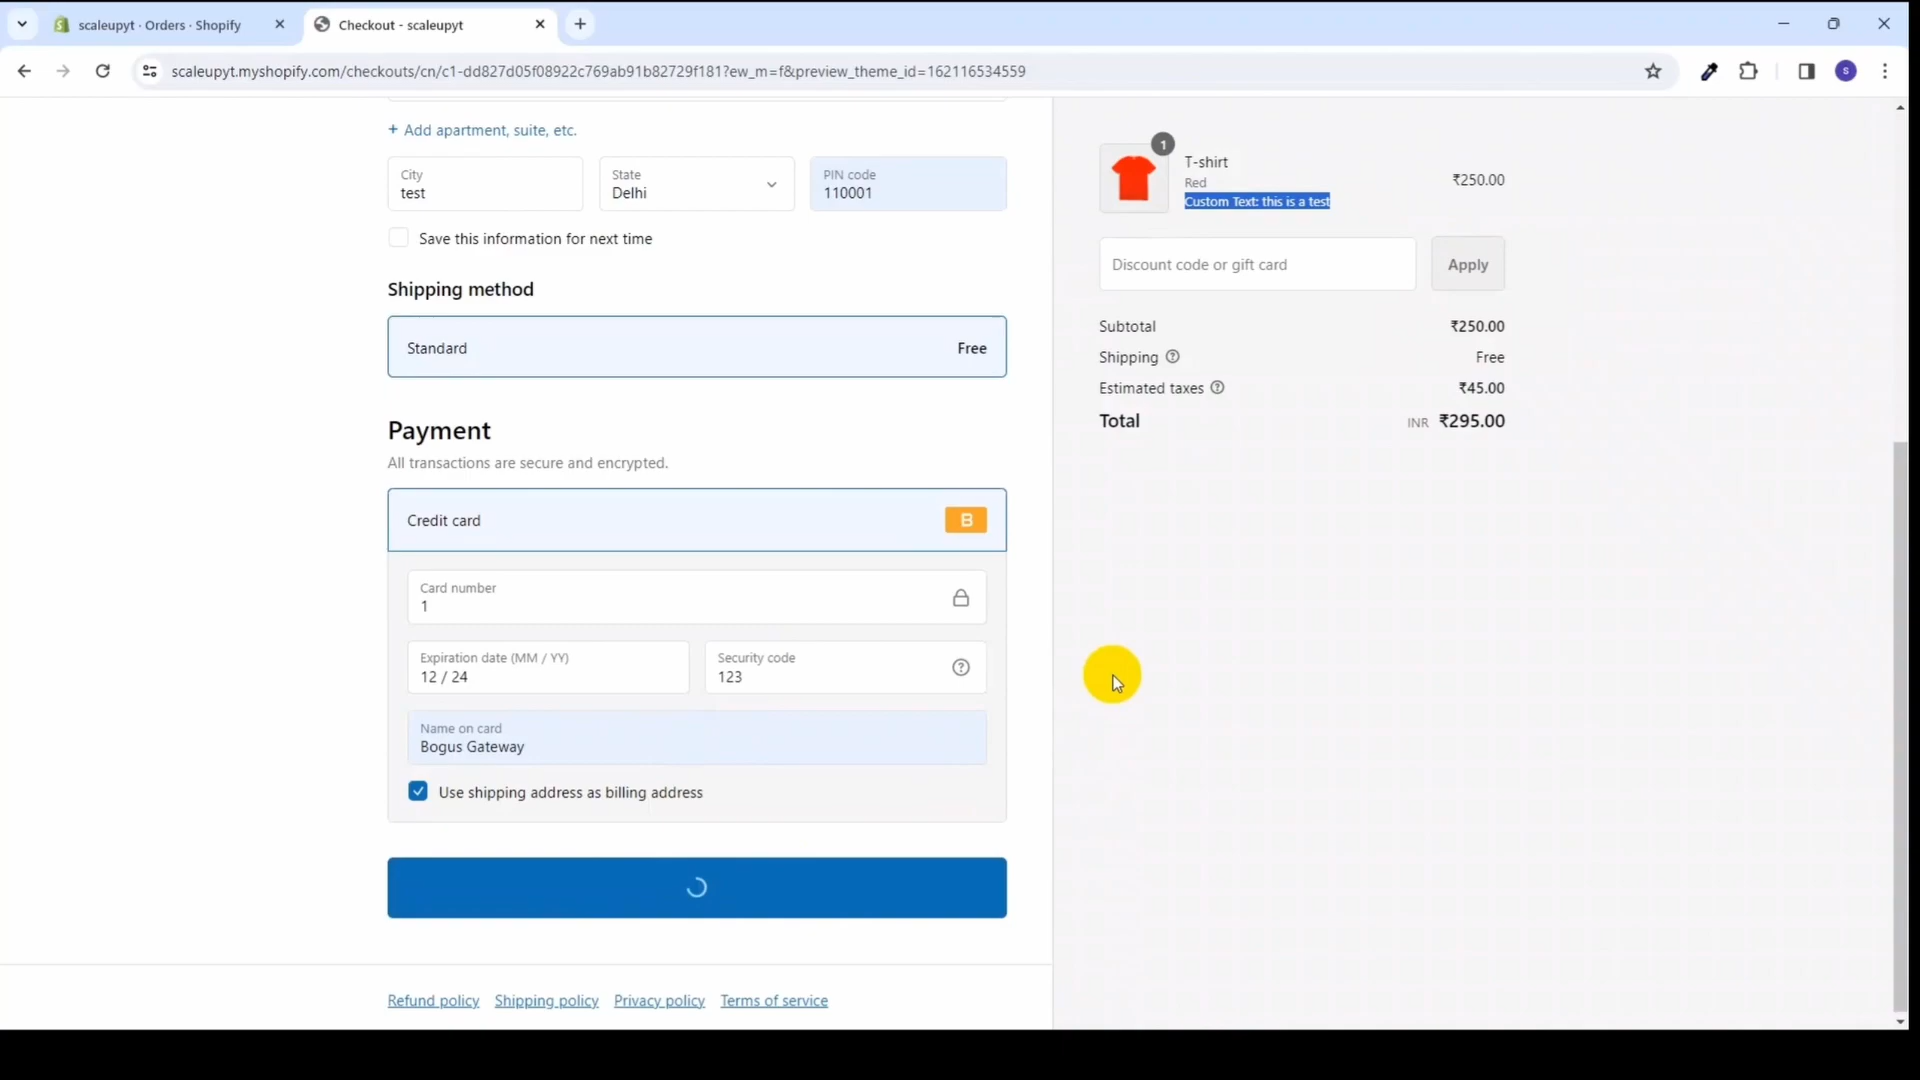 scaleupyt · Orders · Shopify
Checkout - scaleupyt
scaleupyt.myshopify.com/checkouts/cn/c1-dd827d05f08922c769ab91b82729f181?ew_m=f&preview_theme_id=162116534559
S
+ Add apartment, suite, etc.
City
test
State
Delhi
PIN code
110001
Save this information for next time
Shipping method
Standard
Free
Payment
All transactions are secure and encrypted.
Credit card
B
Card number
1
Expiration date (MM / YY)
12 / 24
Security code
123
Name on card
Bogus Gateway
Use shipping address as billing address
Refund policy
Shipping policy
Privacy policy
Terms of service
1
T-shirt
Red
Custom Text: this is a test
₹250.00
Discount code or gift card
Apply
Subtotal
₹250.00
Shipping
Free
Estimated taxes
₹45.00
Total
INR ₹295.00